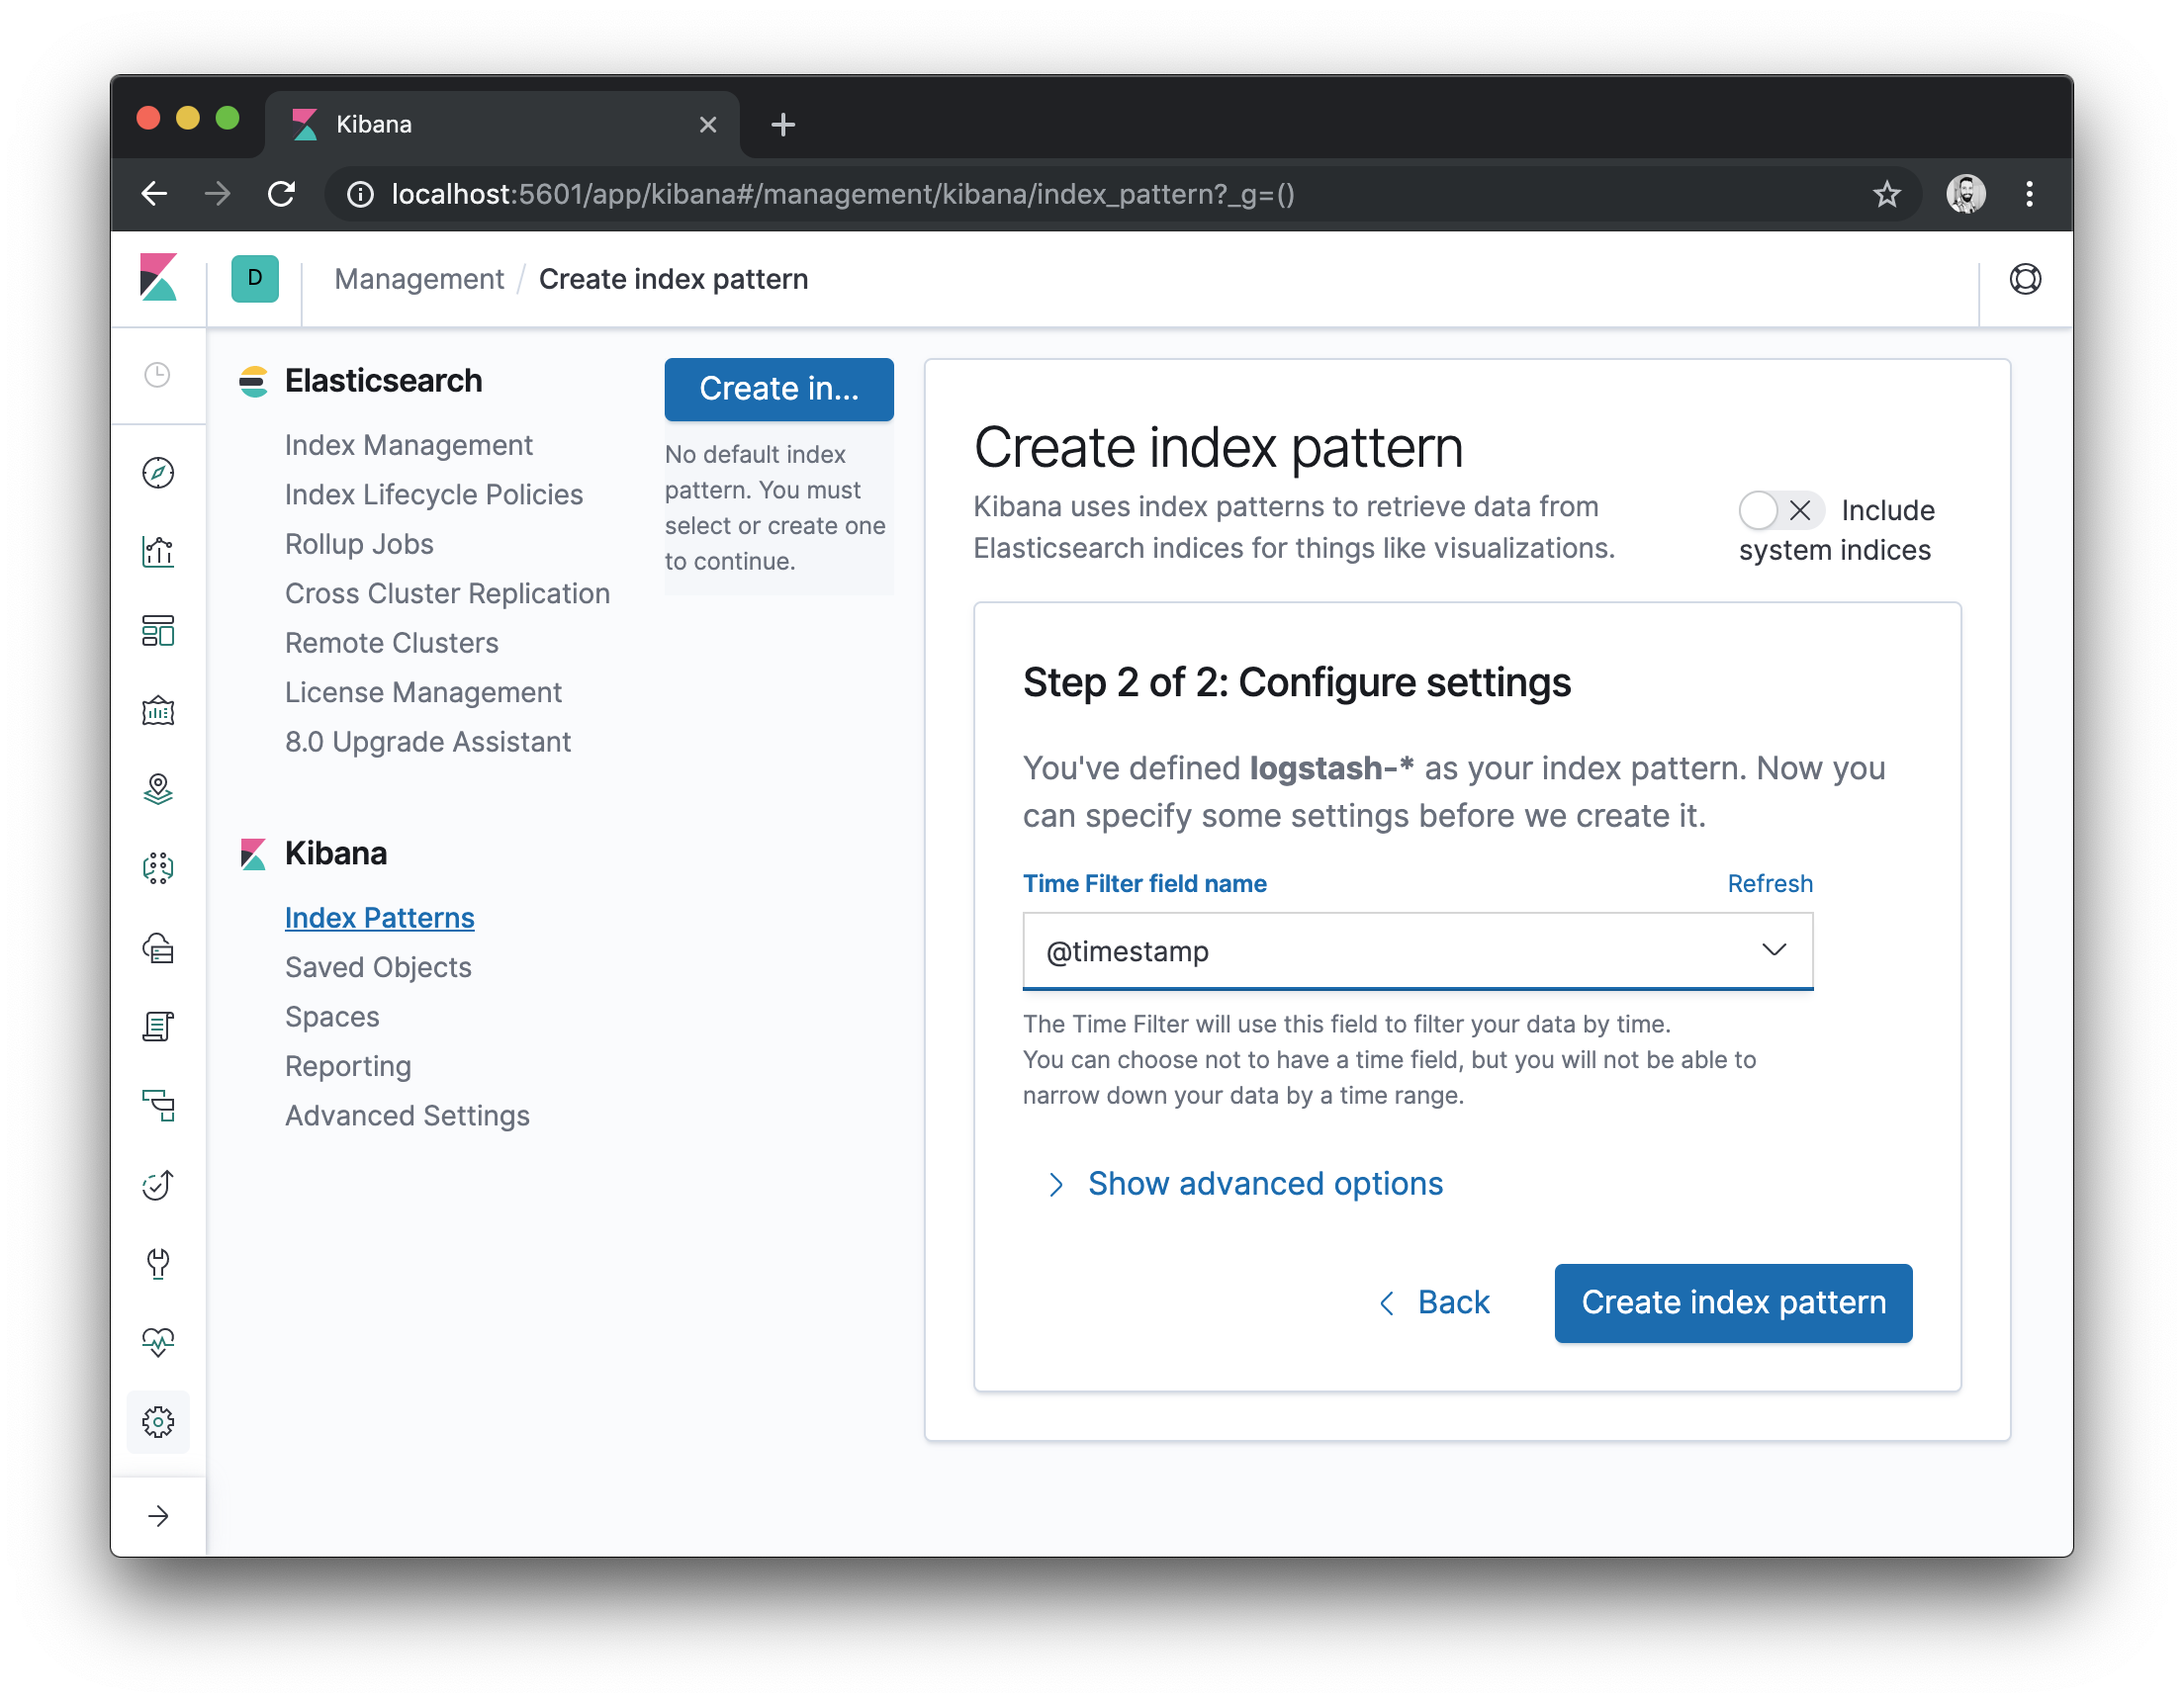 Kibana
localhost:5601/app/kibana#/management/kibana/index_pattern?_g=()
D
Management / Create index pattern
Elasticsearch
Index Management
Index Lifecycle Policies
Rollup Jobs
Cross Cluster Replication
Remote Clusters
License Management
8.0 Upgrade Assistant
Kibana
Index Patterns
Saved Objects
Spaces
Reporting
Advanced Settings
Create in...
No default index
pattern. You must
select or create one
to continue.
Create index pattern
Kibana uses index patterns to retrieve data from
Elasticsearch indices for things like visualizations.
Include
system indices
Step 2 of 2: Configure settings
You've defined logstash-* as your index pattern. Now you
can specify some settings before we create it.
Time Filter field name
Refresh
@timestamp
The Time Filter will use this field to filter your data by time.
You can choose not to have a time field, but you will not be able to
narrow down your data by a time range.
Show advanced options
Back
Create index pattern